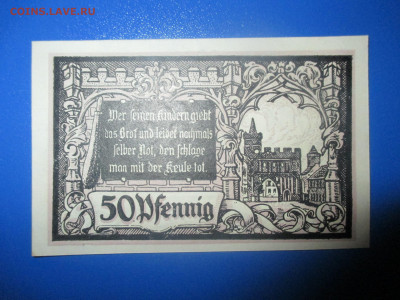 COINS.LAVE.RU
Wer seinen Kindern giebt
das Brot und leidet nachmals
selber Not, den schlage
man mit der Keule tot.
50 Pfennig